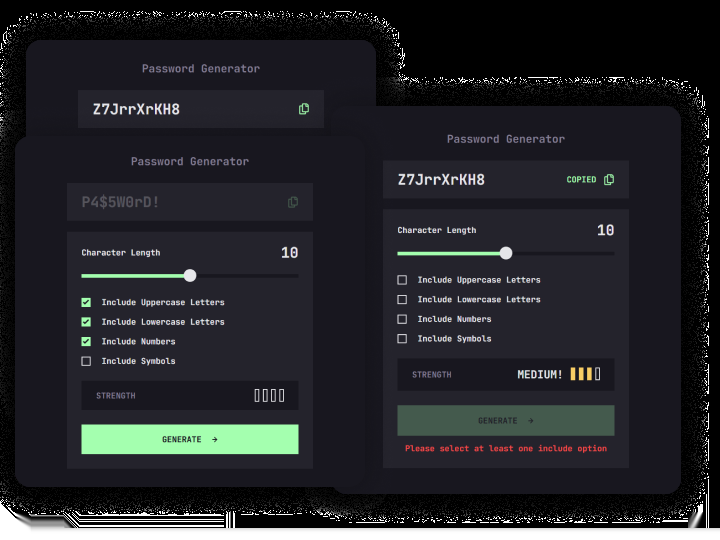 Password Generator
Z7JrrXrKH8
Password Generator
P4$5W0rD!
Character Length 10
Include Uppercase Letters
Include Lowercase Letters
Include Numbers
Include Symbols
STRENGTH
GENERATE →
Password Generator
Z7JrrXrKH8 COPIED
Character Length 10
Include Uppercase Letters
Include Lowercase Letters
Include Numbers
Include Symbols
STRENGTH MEDIUM!
GENERATE →
Please select at least one include option